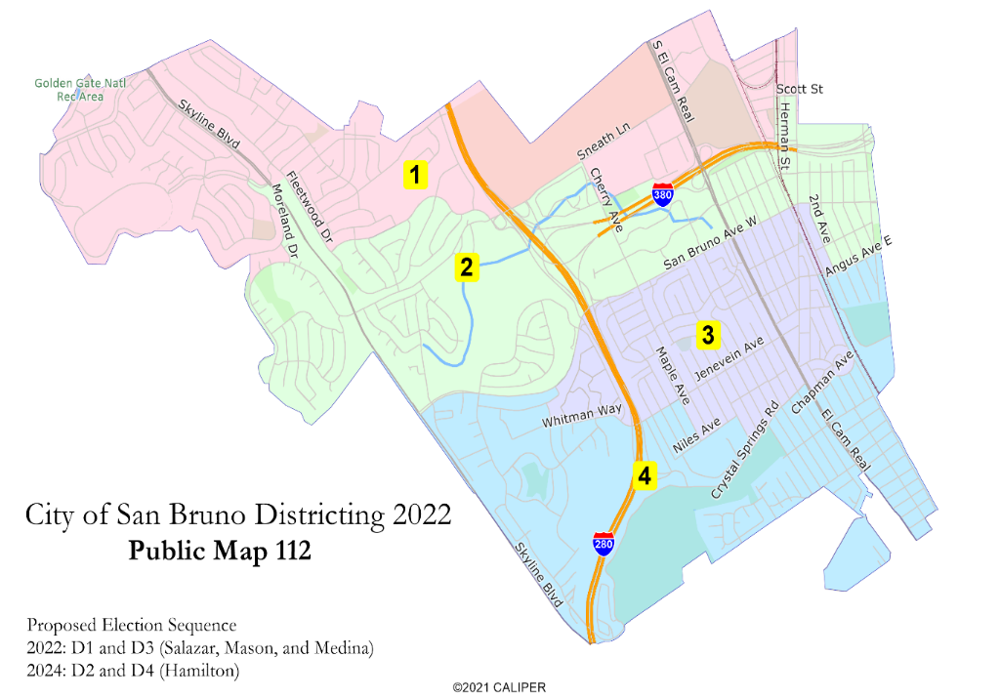 Golden Gate Natl
Rec Area
Skyline Blvd
S El Cam Real
Scott St
Herman St
Sneath Ln
1
Fleetwood Dr
Moreland Dr
Cherry Ave
380
2nd Ave
San Bruno Ave W
Angus Ave E
2
3
Maple Ave
Jenevein Ave
Chapman Ave
Whitman Way
Niles Ave
Crystal Springs Rd
El Cam Real
4
280
Skyline Blvd
City of San Bruno Districting 2022
Public Map 112
Proposed Election Sequence
2022: D1 and D3 (Salazar, Mason, and Medina)
2024: D2 and D4 (Hamilton)
©2021 CALIPER